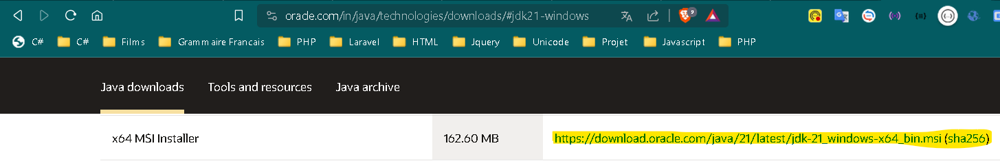 oracle.com/in/java/technologies/downloads/#jdk21-windows
C# C# Films Grammaire Francais PHP Laravel HTML Jquery Unicode Projet Javascript PHP
Java downloads Tools and resources Java archive
x64 MSI Installer 162.60 MB https://download.oracle.com/java/21/latest/jdk-21_windows-x64_bin.msi (sha256)